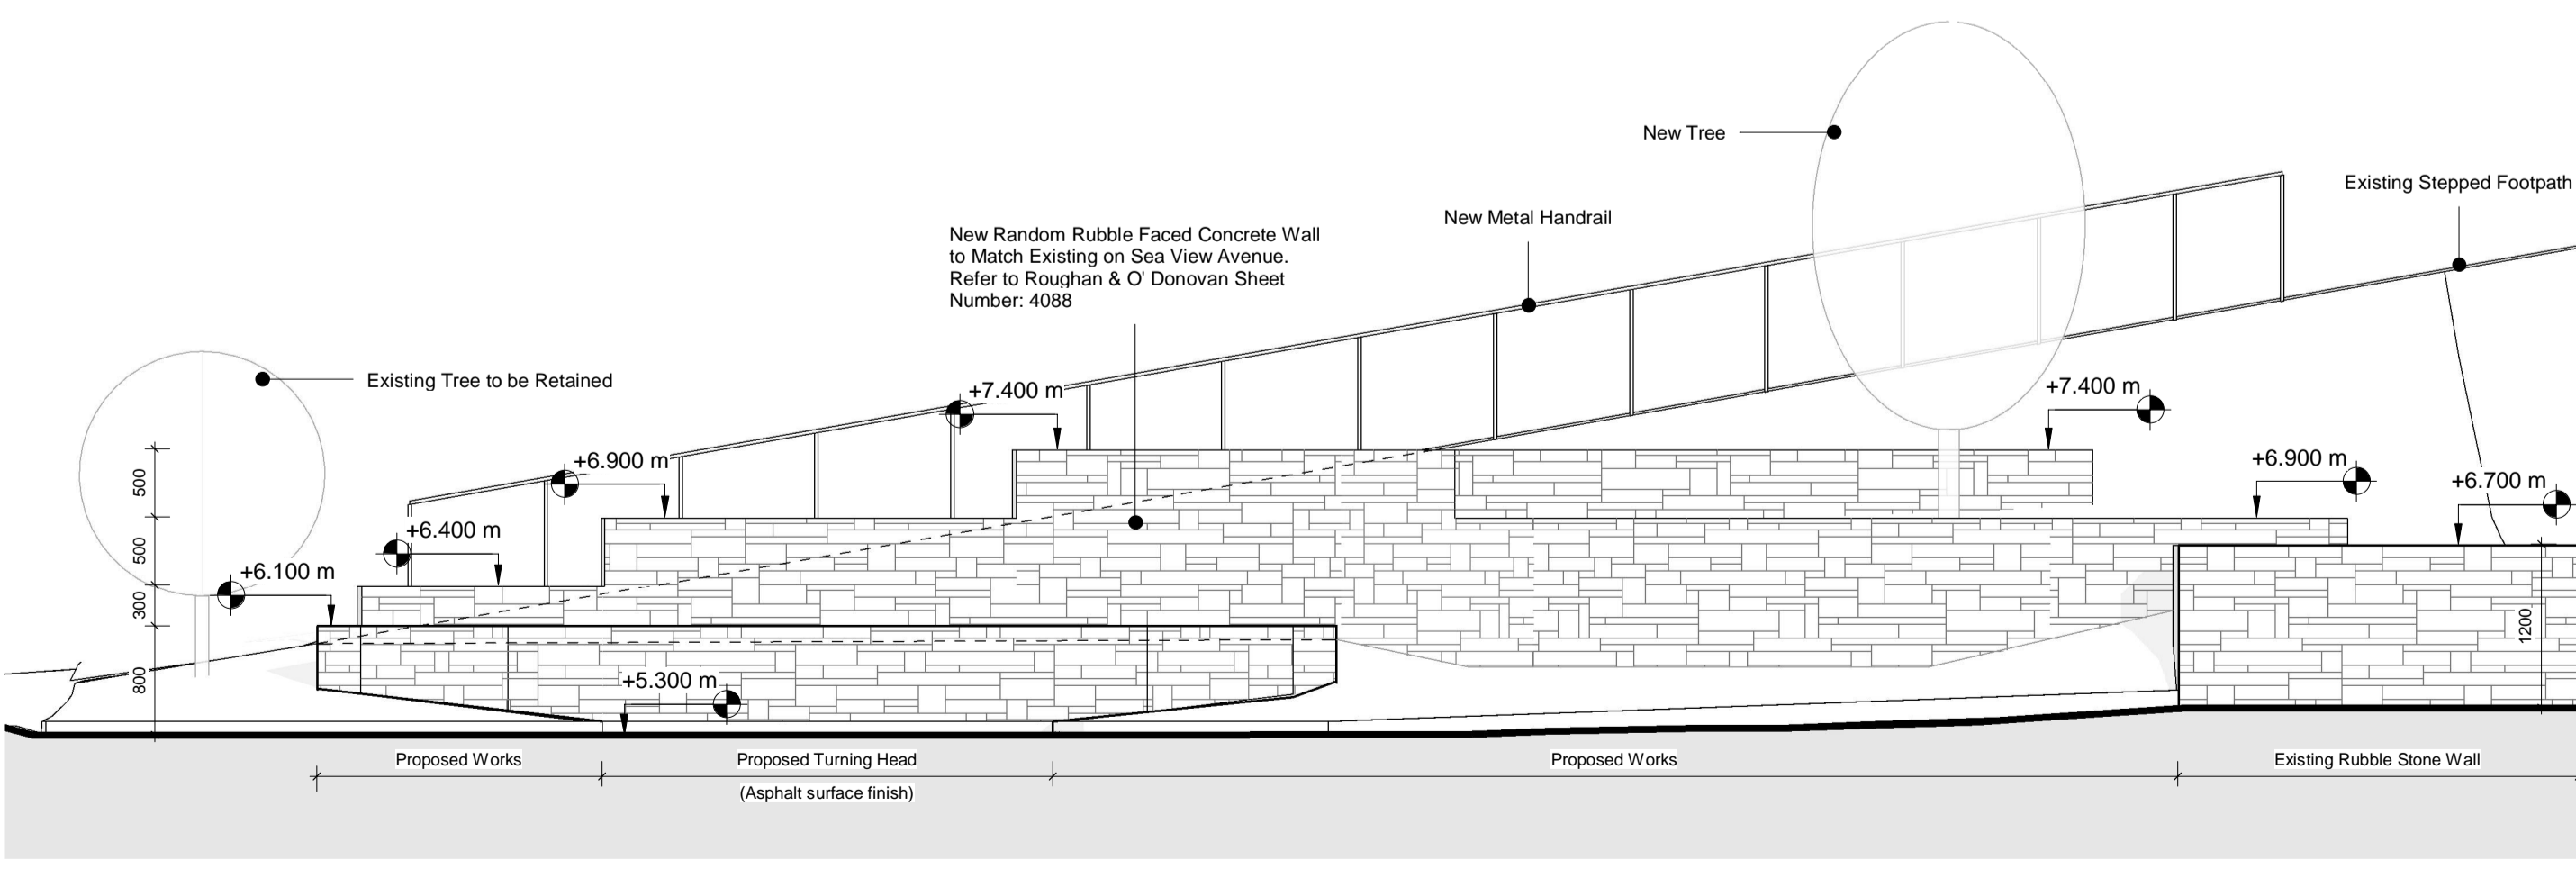 New Tree
Existing Stepped Footpath
New Metal Handrail
New Random Rubble Faced Concrete Wall
to Match Existing on Sea View Avenue.
Refer to Roughan & O' Donovan Sheet
Number: 4088
Existing Tree to be Retained
+7.400 m
+7.400 m
+6.900 m
+6.900 m
+6.700 m
+6.400 m
+6.100 m
+5.300 m
500
500
300
800
1200
Proposed Works
Proposed Turning Head
(Asphalt surface finish)
Proposed Works
Existing Rubble Stone Wall